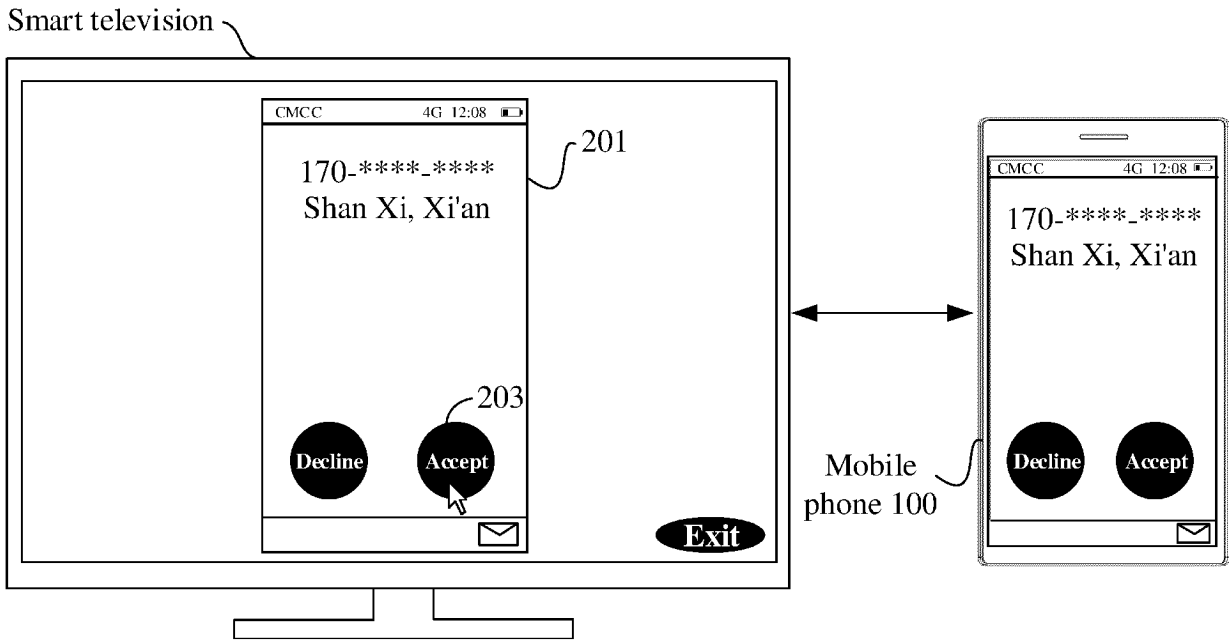 Smart television
CMCC 4G 12:08
170-****-****
Shan Xi, Xi'an
201
203
Decline Accept
Exit
CMCC 4G 12:08
170-****-****
Shan Xi, Xi'an
Decline Accept
Mobile
phone 100